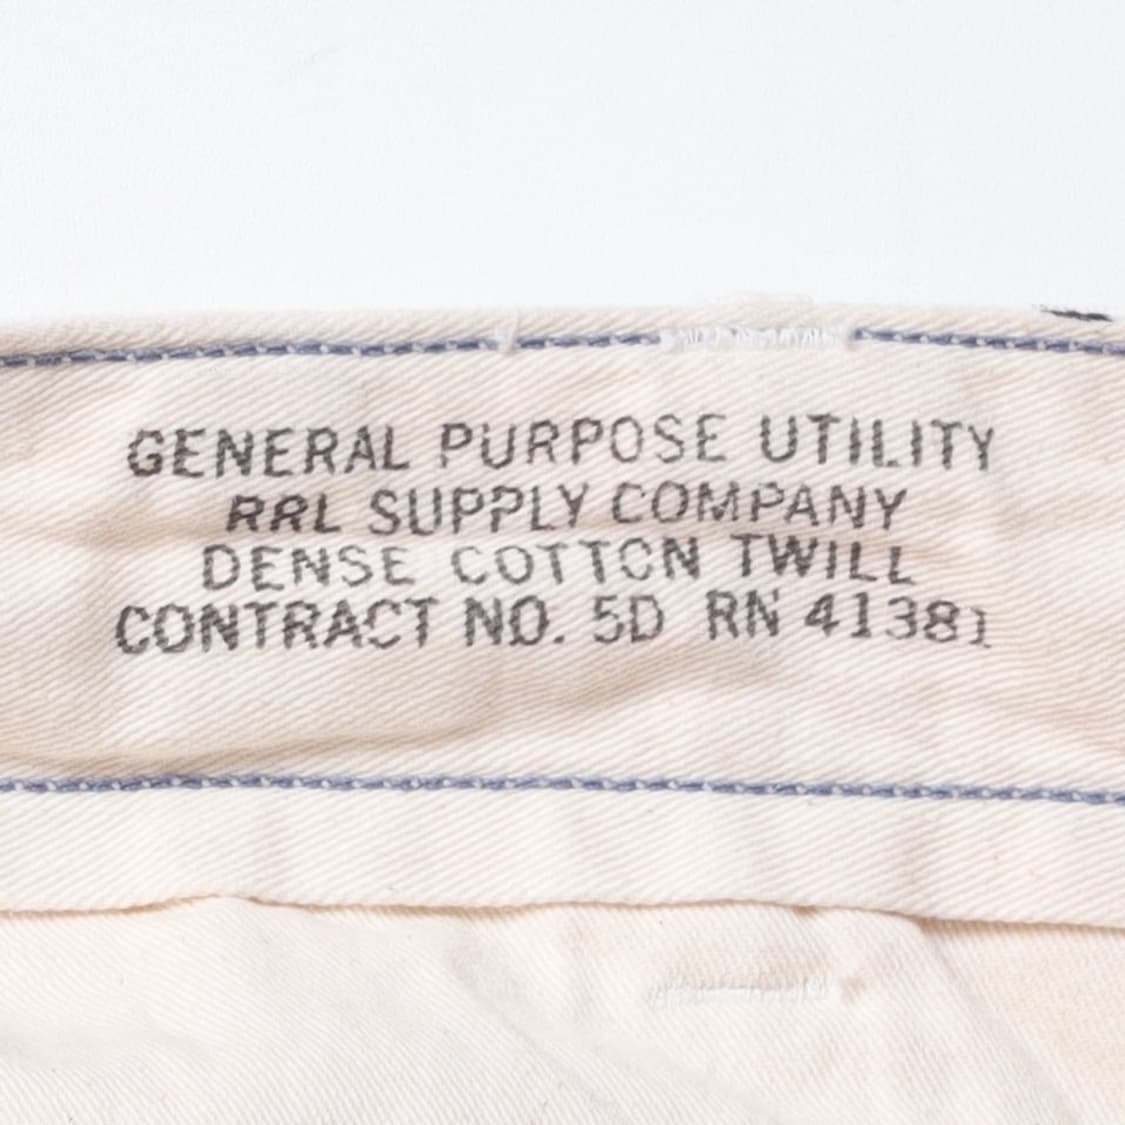 GENERAL PURPOSE UTILITY
RRL SUPPLY COMPANY
DENSE COTTON TWILL
CONTRACT NO. 5D RN 41381